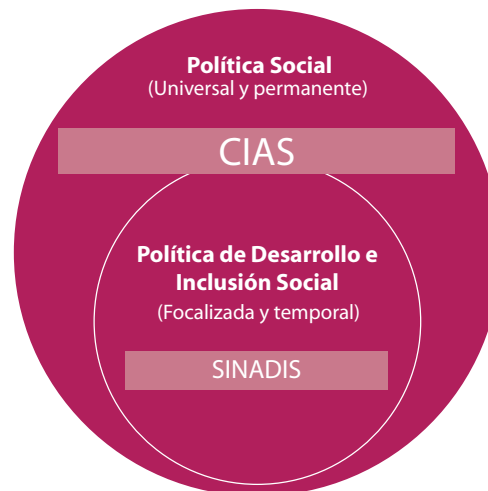 Política Social
(Universal y permanente)
CIAS
Política de Desarrollo e
Inclusión Social
(Focalizada y temporal)
SINADIS